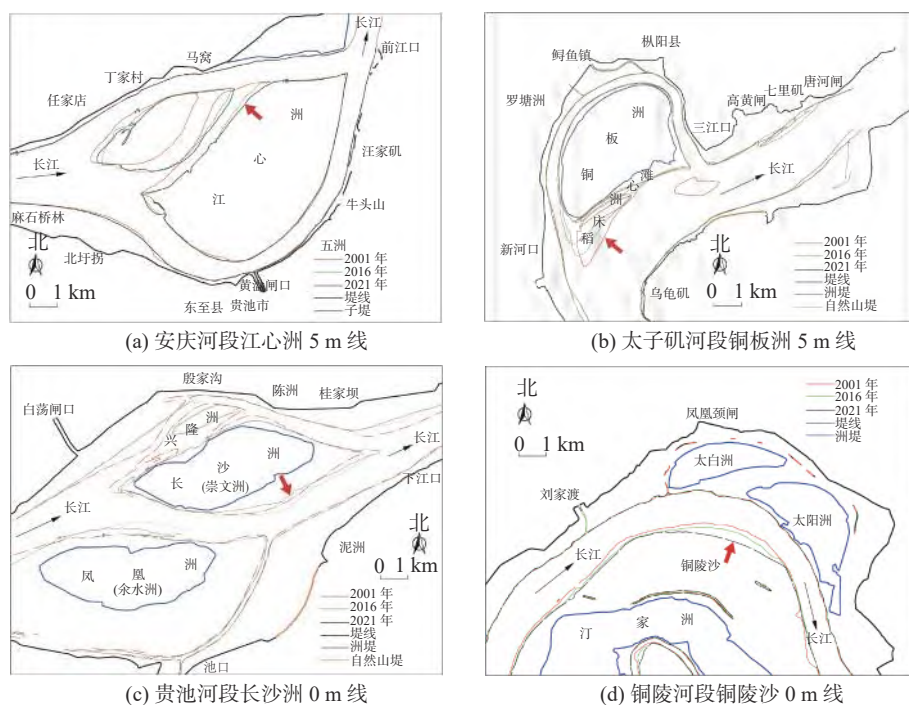 长江
前江口
马窝
丁家村
任家店
洲
心
江
汪家矶
牛头山
长江
麻石桥林
北
北圩拐
五洲
0 1 km
东至县
贵池市
2001 年
2016 年
2021 年
堤线
子堤
(a) 安庆河段江心洲 5 m 线
枞阳县
鲟鱼镇
罗塘洲
唐河闸
七里矶
高黄闸
三江口
洲
板
铜
长江
心滩
洲
床
稻
新河口
北
乌龟矶
0 1 km
2001 年
2016 年
2021 年
堤线
洲堤
自然山堤
(b) 太子矶河段铜板洲 5 m 线
殷家沟
陈洲
桂家坝
白荡闸口
洲
隆
兴
长
沙
洲
(崇文洲)
长江
下江口
长江
北
泥洲
0 1 km
凤
凰
洲
(余水洲)
2001 年
2016 年
2021 年
堤线
洲堤
自然山堤
池口
(c) 贵池河段长沙洲 0 m 线
北
0 1 km
2001 年
2016 年
2021 年
堤线
洲堤
凤凰颈闸
太白洲
刘家渡
太阳洲
长江
铜陵沙
长江
汀
家
洲
(d) 铜陵河段铜陵沙 0 m 线